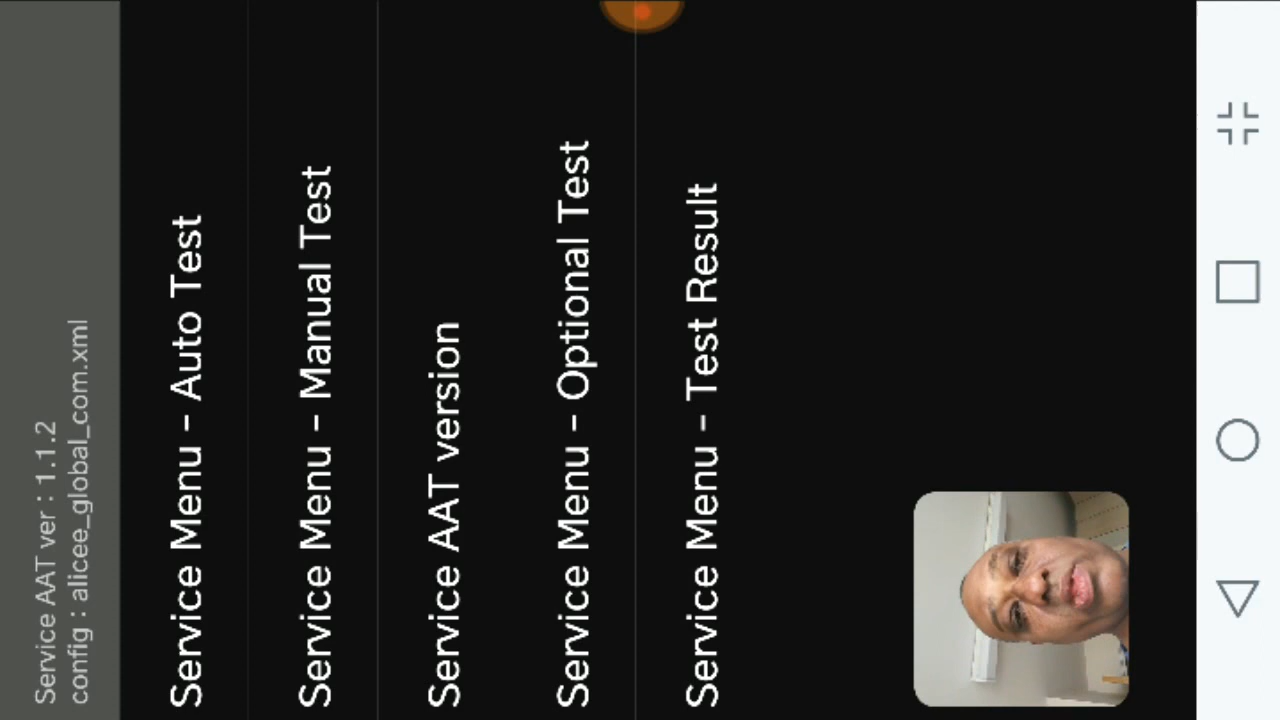 Service AAT ver : 1.1.2
config : alicee_global_com.xml
Service Menu - Auto Test
Service Menu - Manual Test
Service AAT version
Service Menu - Optional Test
Service Menu - Test Result